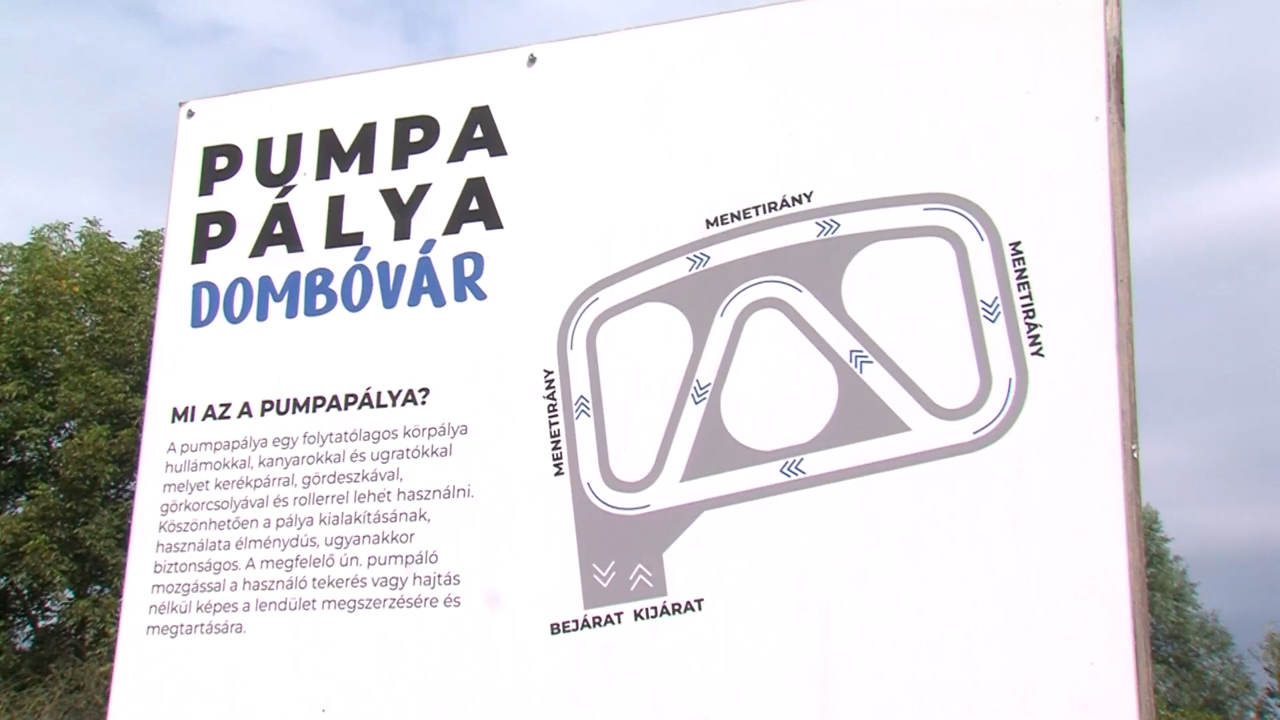 PUMPA
PÁLYA
DOMBÓVÁR
MI AZ A PUMPAPÁLYA?
A pumpapálya egy folytatólagos körpálya
hullámokkal, kanyarokkal és ugratókkal
melyet kerékpárral, gördeszkával,
görkorcsolyával és rollerrel lehet használni.
Köszönhetően a pálya kialakításának,
használata élménydús, ugyanakkor
biztonságos. A megfelelő ún. pumpáló
mozgással a használó tekerés vagy hajtás
nélkül képes a lendület megszerzésére és
megtartására.
MENETIRÁNY
MENETIRÁNY
MENETIRÁNY
BEJÁRAT KIJÁRAT